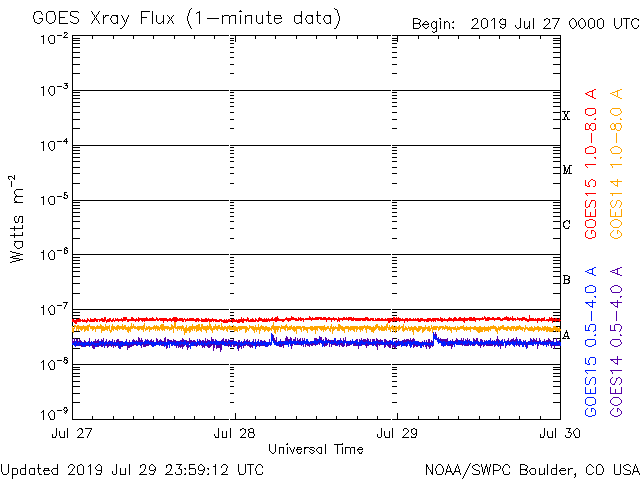 GOES Xray Flux (1-minute data)
Begin: 2019 Jul 27 0000 UTC
10⁻²
10⁻³
10⁻⁴
10⁻⁵
10⁻⁶
10⁻⁷
10⁻⁸
10⁻⁹
Watts m⁻²
X
M
C
B
A
GOES15 1.0-8.0 A
GOES14 1.0-8.0 A
GOES15 0.5-4.0 A
GOES14 0.5-4.0 A
Jul 27 Jul 28 Jul 29 Jul 30
Universal Time
Updated 2019 Jul 29 23:59:12 UTC
NOAA/SWPC Boulder, CO USA